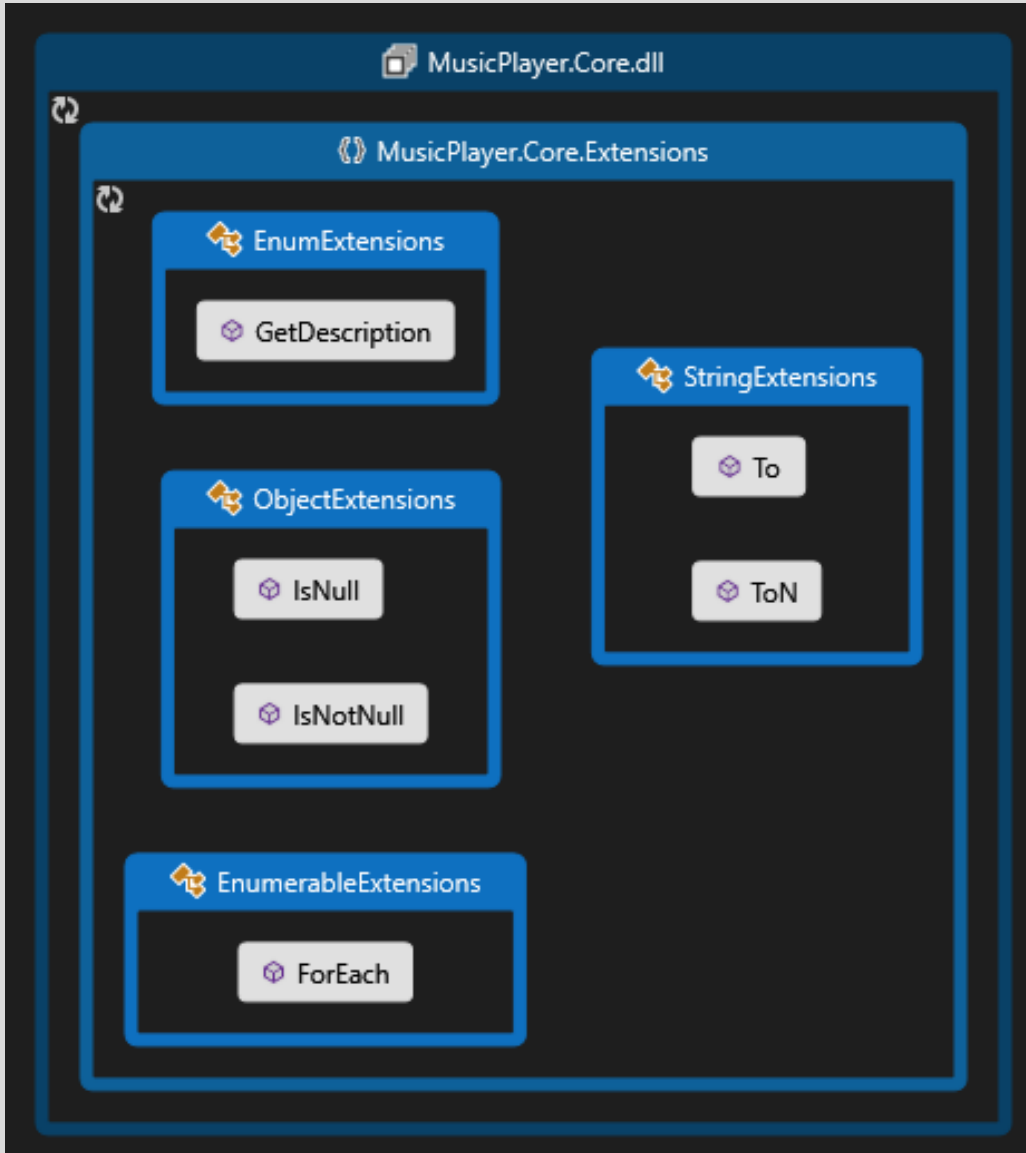 MusicPlayer.Core.dll
MusicPlayer.Core.Extensions
EnumExtensions
GetDescription
StringExtensions
To
ToN
ObjectExtensions
IsNull
IsNotNull
EnumerableExtensions
ForEach